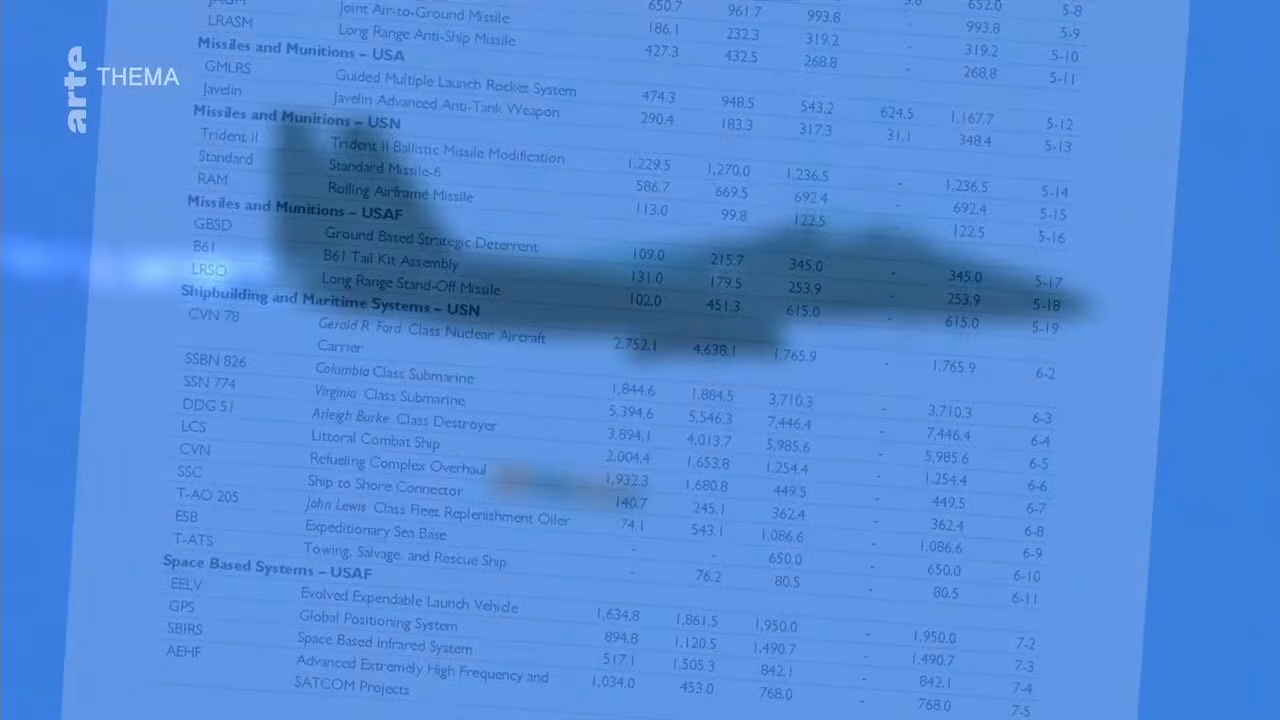 arte THEMA
JAGM Joint Air-to-Ground Missile 650.7 961.7 993.8 652.0 5-8
LRASM Long Range Anti-Ship Missile 186.1 232.3 319.2 - 993.8 5-9
Missiles and Munitions – USA 427.3 432.5 268.8 - 319.2 5-10
GMLRS Guided Multiple Launch Rocket System 474.3 948.5 543.2 - 268.8 5-11
Javelin Javelin Advanced Anti-Tank Weapon 290.4 183.3 317.3 624.5 1,167.7 5-12
Missiles and Munitions – USN 31.1 348.4 5-13
Trident II Trident II Ballistic Missile Modification 1,229.5 1,270.0 1,236.5 - 1,236.5 5-14
Standard Standard Missile-6 586.7 669.5 692.4 - 692.4 5-15
RAM Rolling Airframe Missile 113.0 99.8 122.5 - 122.5 5-16
Missiles and Munitions – USAF
GBSD Ground Based Strategic Deterrent 109.0 215.7 345.0 - 345.0 5-17
B61 B61 Tail Kit Assembly 131.0 179.5 253.9 - 253.9 5-18
LRSO Long Range Stand-Off Missile 102.0 451.3 615.0 - 615.0 5-19
Shipbuilding and Maritime Systems – USN
CVN 78 Gerald R. Ford Class Nuclear Aircraft
Carrier 2,752.1 4,638.1 1,765.9 - 1,765.9 6-2
SSBN 826 Columbia Class Submarine 1,844.6 1,884.5 3,710.3 - 3,710.3 6-3
SSN 774 Virginia Class Submarine 5,394.6 5,546.3 7,446.4 - 7,446.4 6-4
DDG 51 Arleigh Burke Class Destroyer 3,894.1 4,013.7 5,985.6 - 5,985.6 6-5
LCS Littoral Combat Ship 2,004.4 1,653.8 1,254.4 - 1,254.4 6-6
CVN Refueling Complex Overhaul 1,932.3 1,680.8 449.5 - 449.5 6-7
SSC Ship to Shore Connector 140.7 245.1 362.4 - 362.4 6-8
T-AO 205 John Lewis Class Fleet Replenishment Oiler 74.1 543.1 1,086.6 - 1,086.6 6-9
ESB Expeditionary Sea Base - - 650.0 - 650.0 6-10
T-ATS Towing, Salvage, and Rescue Ship - 76.2 80.5 - 80.5 6-11
Space Based Systems – USAF
EELV Evolved Expendable Launch Vehicle 1,634.8 1,861.5 1,950.0 - 1,950.0 7-2
GPS Global Positioning System 894.8 1,120.5 1,490.7 - 1,490.7 7-3
SBIRS Space Based Infrared System 517.1 1,505.3 842.1 - 842.1 7-4
AEHF Advanced Extremely High Frequency and
SATCOM Projects 1,034.0 453.0 768.0 - 768.0 7-5